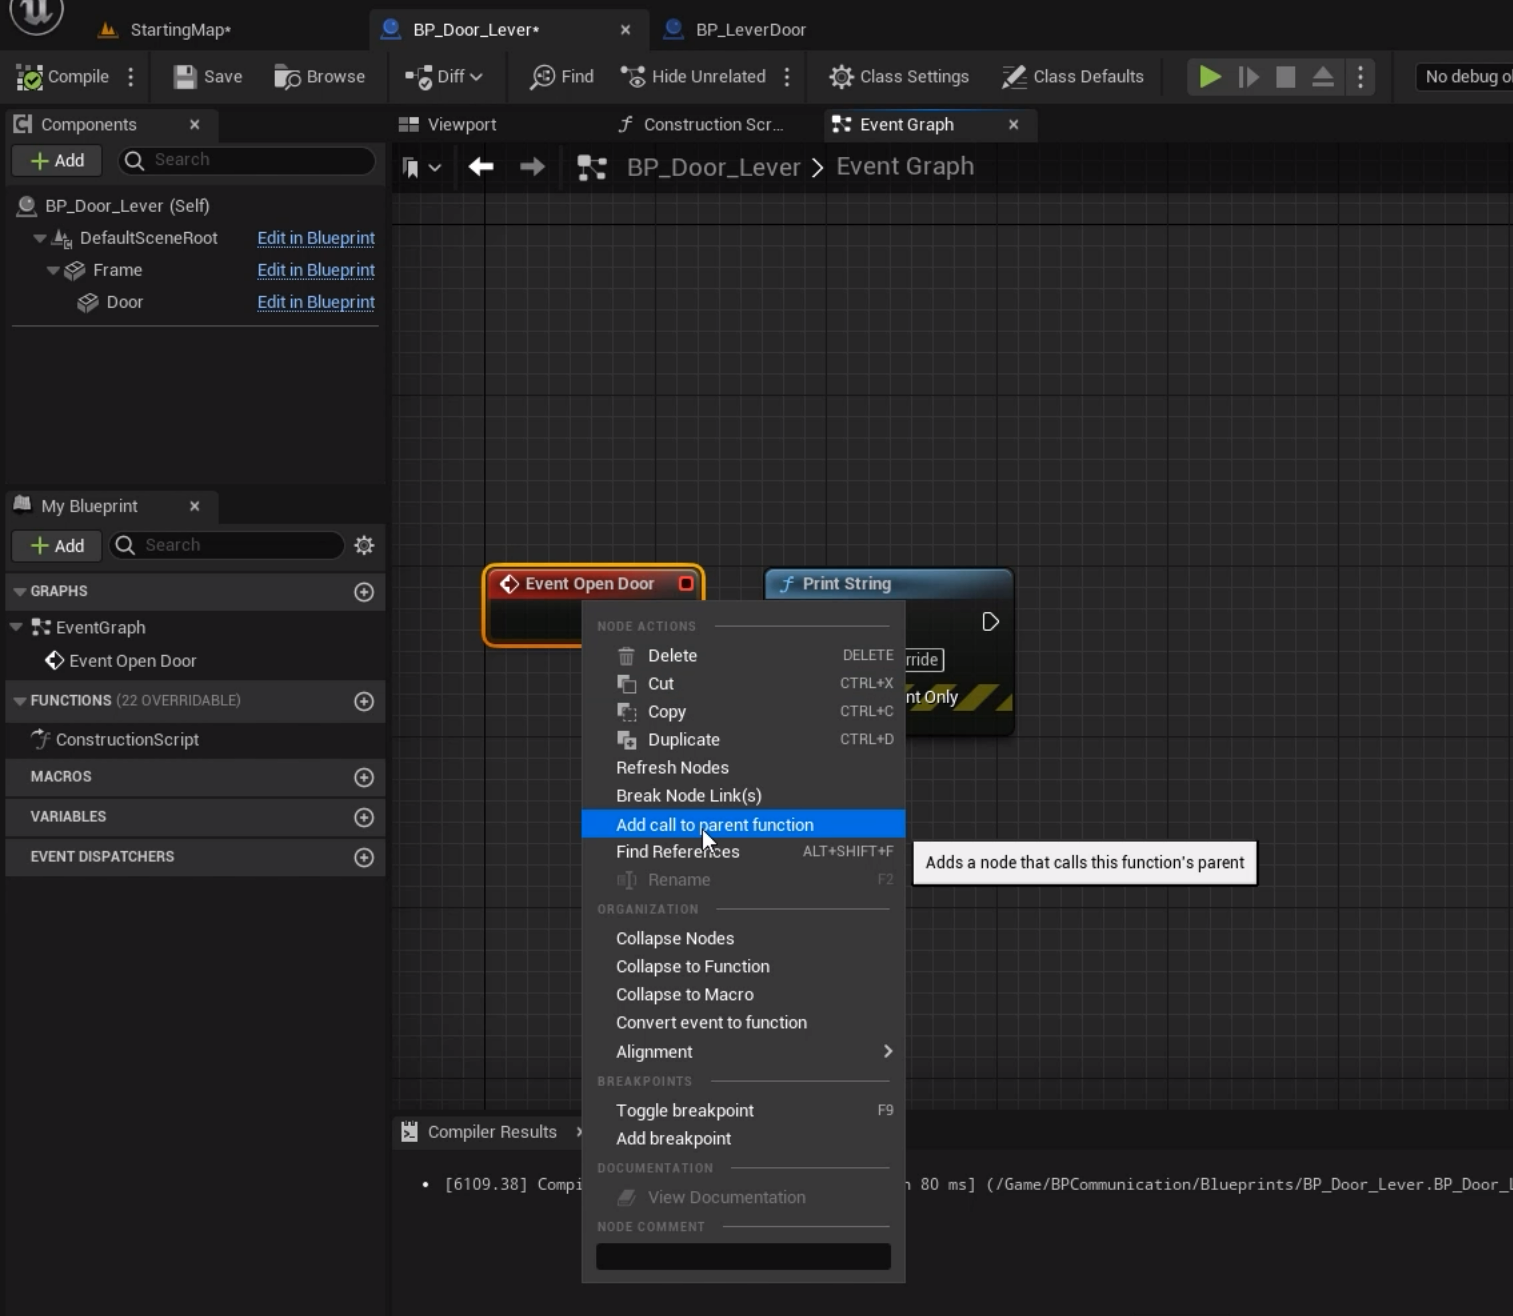 StartingMap*
BP_Door_Lever*
BP_LeverDoor
Compile
Save
Browse
Diff
Find
Hide Unrelated
Class Settings
Class Defaults
No debug
Components
Add
Search
BP_Door_Lever (Self)
DefaultSceneRoot Edit in Blueprint
Frame Edit in Blueprint
Door Edit in Blueprint
My Blueprint
Add
Search
GRAPHS
EventGraph
Event Open Door
FUNCTIONS (22 OVERRIDABLE)
ConstructionScript
MACROS
VARIABLES
EVENT DISPATCHERS
Viewport
Construction Scr...
Event Graph
BP_Door_Lever > Event Graph
Event Open Door
Print String
rride
nt Only
NODE ACTIONS
Delete DELETE
Cut CTRL+X
Copy CTRL+C
Duplicate CTRL+D
Refresh Nodes
Break Node Link(s)
Add call to parent function
Find References ALT+SHIFT+F
Rename F2
ORGANIZATION
Collapse Nodes
Collapse to Function
Collapse to Macro
Convert event to function
Alignment
BREAKPOINTS
Toggle breakpoint F9
Add breakpoint
DOCUMENTATION
View Documentation
NODE COMMENT
Adds a node that calls this function's parent
Compiler Results
[6109.38] Compi
n 80 ms] (/Game/BPCommunication/Blueprints/BP_Door_Lever.BP_Door_L